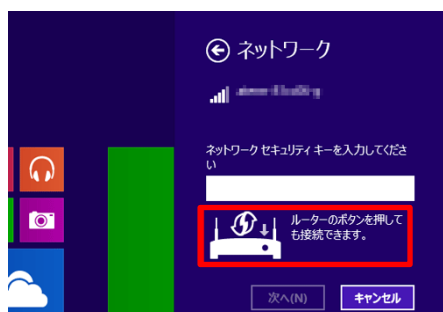 ネットワーク
ネットワーク セキュリティ キーを入力してくださ
い
ルーターのボタンを押して
も接続できます。
次へ(N)
キャンセル